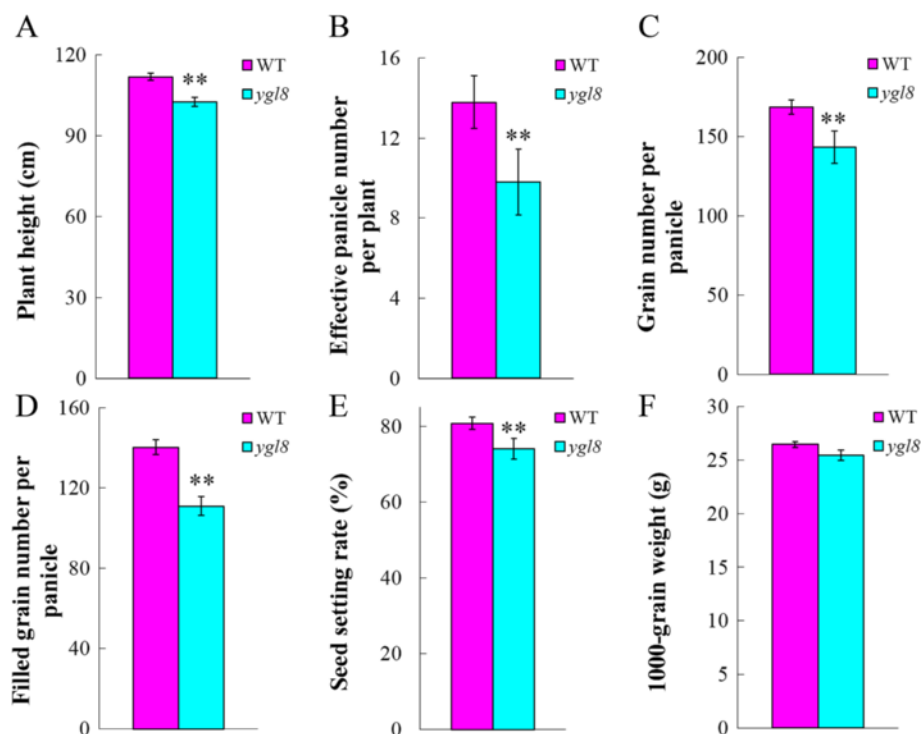 A
Plant height (cm)
120
90
60
30
0
**
WT
ygl8
B
Effective panicle number
per plant
16
12
8
4
0
**
WT
ygl8
C
Grain number per
panicle
200
150
100
50
0
**
WT
ygl8
D
Filled grain number per
panicle
160
120
80
40
0
**
WT
ygl8
E
Seed setting rate (%)
80
60
40
20
0
**
WT
ygl8
F
1000-grain weight (g)
30
25
20
15
10
5
0
WT
ygl8